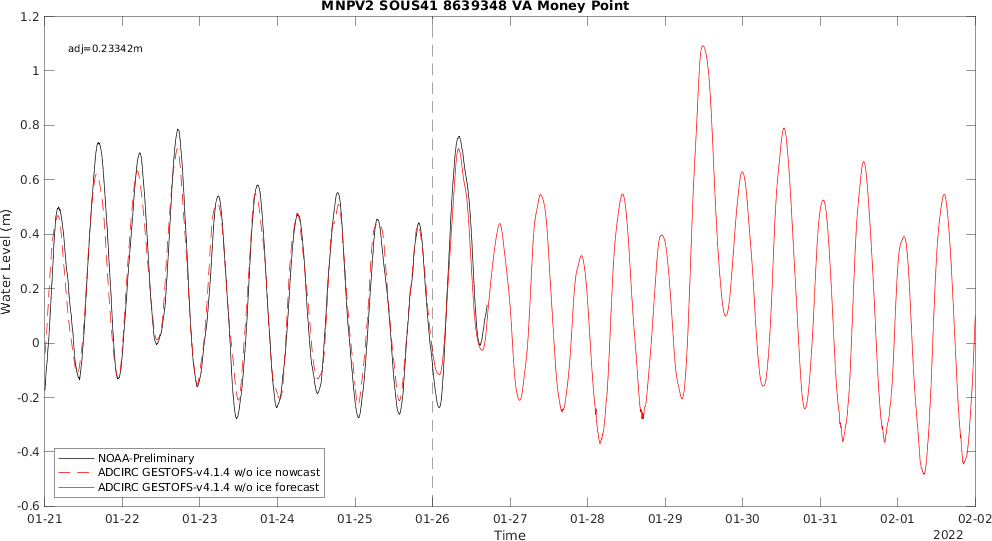 MNPV2 SOUS41 8639348 VA Money Point
adj=0.23342m
1.2
1
0.8
0.6
0.4
0.2
0
-0.2
-0.4
-0.6
Water Level (m)
NOAA-Preliminary
ADCIRC GESTOFS-v4.1.4 w/o ice nowcast
ADCIRC GESTOFS-v4.1.4 w/o ice forecast
01-21 01-22 01-23 01-24 01-25 01-26 01-27 01-28 01-29 01-30 01-31 02-01 02-02
Time
2022